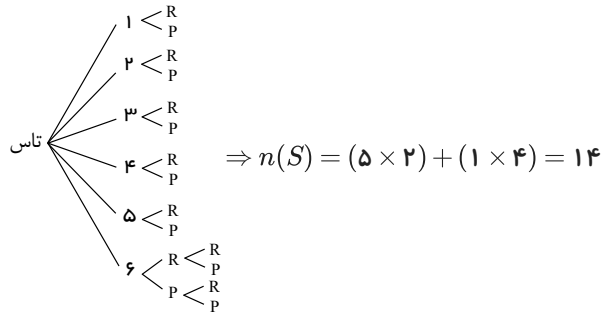 ۱ R
P
۲ R
P
۳ R
P
تاس
۴ R
P
⇒ n(S) = (۵ × ۲) + (۱ × ۴) = ۱۴
۵ R
P
۶ R R
P
P R
P